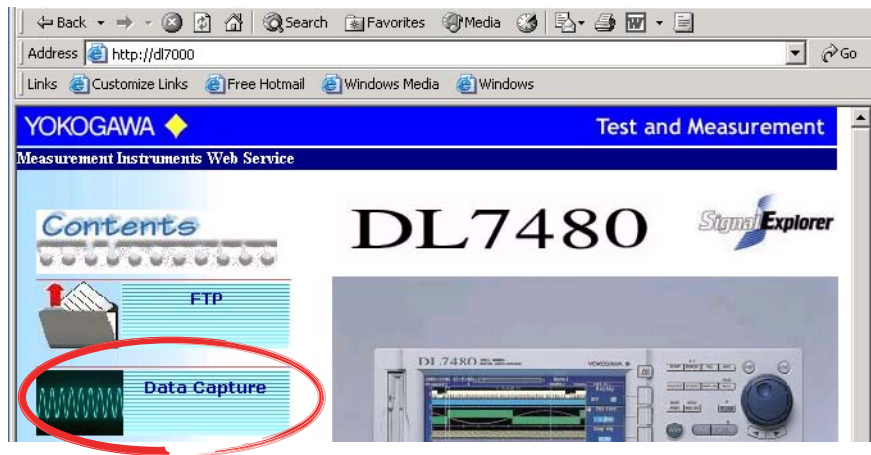 Back Search Favorites Media
Address http://dl7000 Go
Links Customize Links Free Hotmail Windows Media Windows
YOKOGAWA Test and Measurement
Measurement Instruments Web Service
Contents
DL7480
Signal Explorer
FTP
Data Capture
DL7480
YOKOGAWA